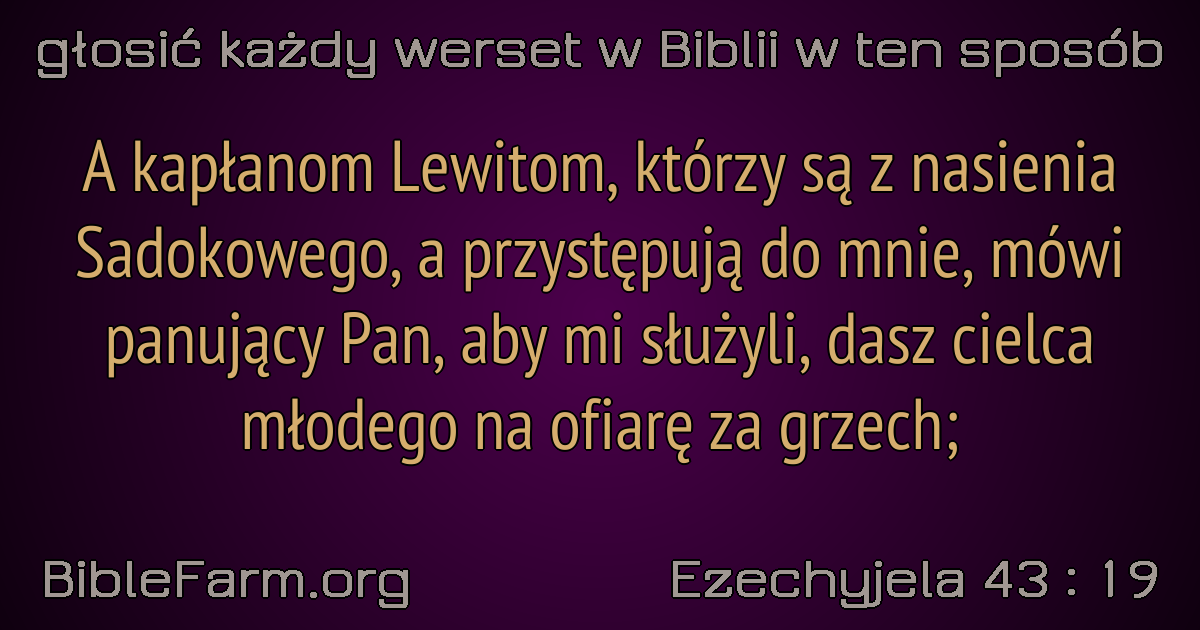 głosić każdy werset w Biblii w ten sposób
A kapłanom Lewitom, którzy są z nasienia
Sadokowego, a przystępują do mnie, mówi
panujący Pan, aby mi służyli, dasz cielca
młodego na ofiarę za grzech;
BibleFarm.org
Ezechyjela 43 : 19